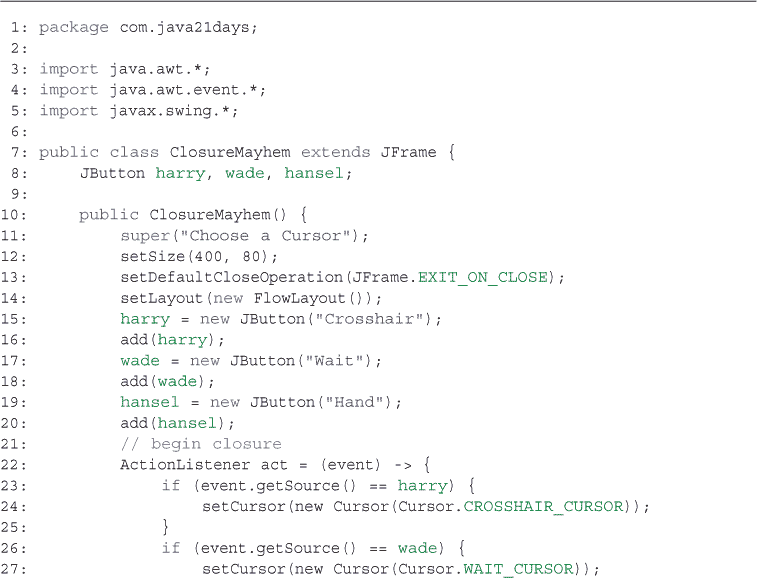 1: package com.java21days;
2:
3: import java.awt.*;
4: import java.awt.event.*;
5: import javax.swing.*;
6:
7: public class ClosureMayhem extends JFrame {
8:     JButton harry, wade, hansel;
9:
10:     public ClosureMayhem() {
11:         super("Choose a Cursor");
12:         setSize(400, 80);
13:         setDefaultCloseOperation(JFrame.EXIT_ON_CLOSE);
14:         setLayout(new FlowLayout());
15:         harry = new JButton("Crosshair");
16:         add(harry);
17:         wade = new JButton("Wait");
18:         add(wade);
19:         hansel = new JButton("Hand");
20:         add(hansel);
21:         // begin closure
22:         ActionListener act = (event) -> {
23:             if (event.getSource() == harry) {
24:                 setCursor(new Cursor(Cursor.CROSSHAIR_CURSOR));
25:             }
26:             if (event.getSource() == wade) {
27:                 setCursor(new Cursor(Cursor.WAIT_CURSOR));